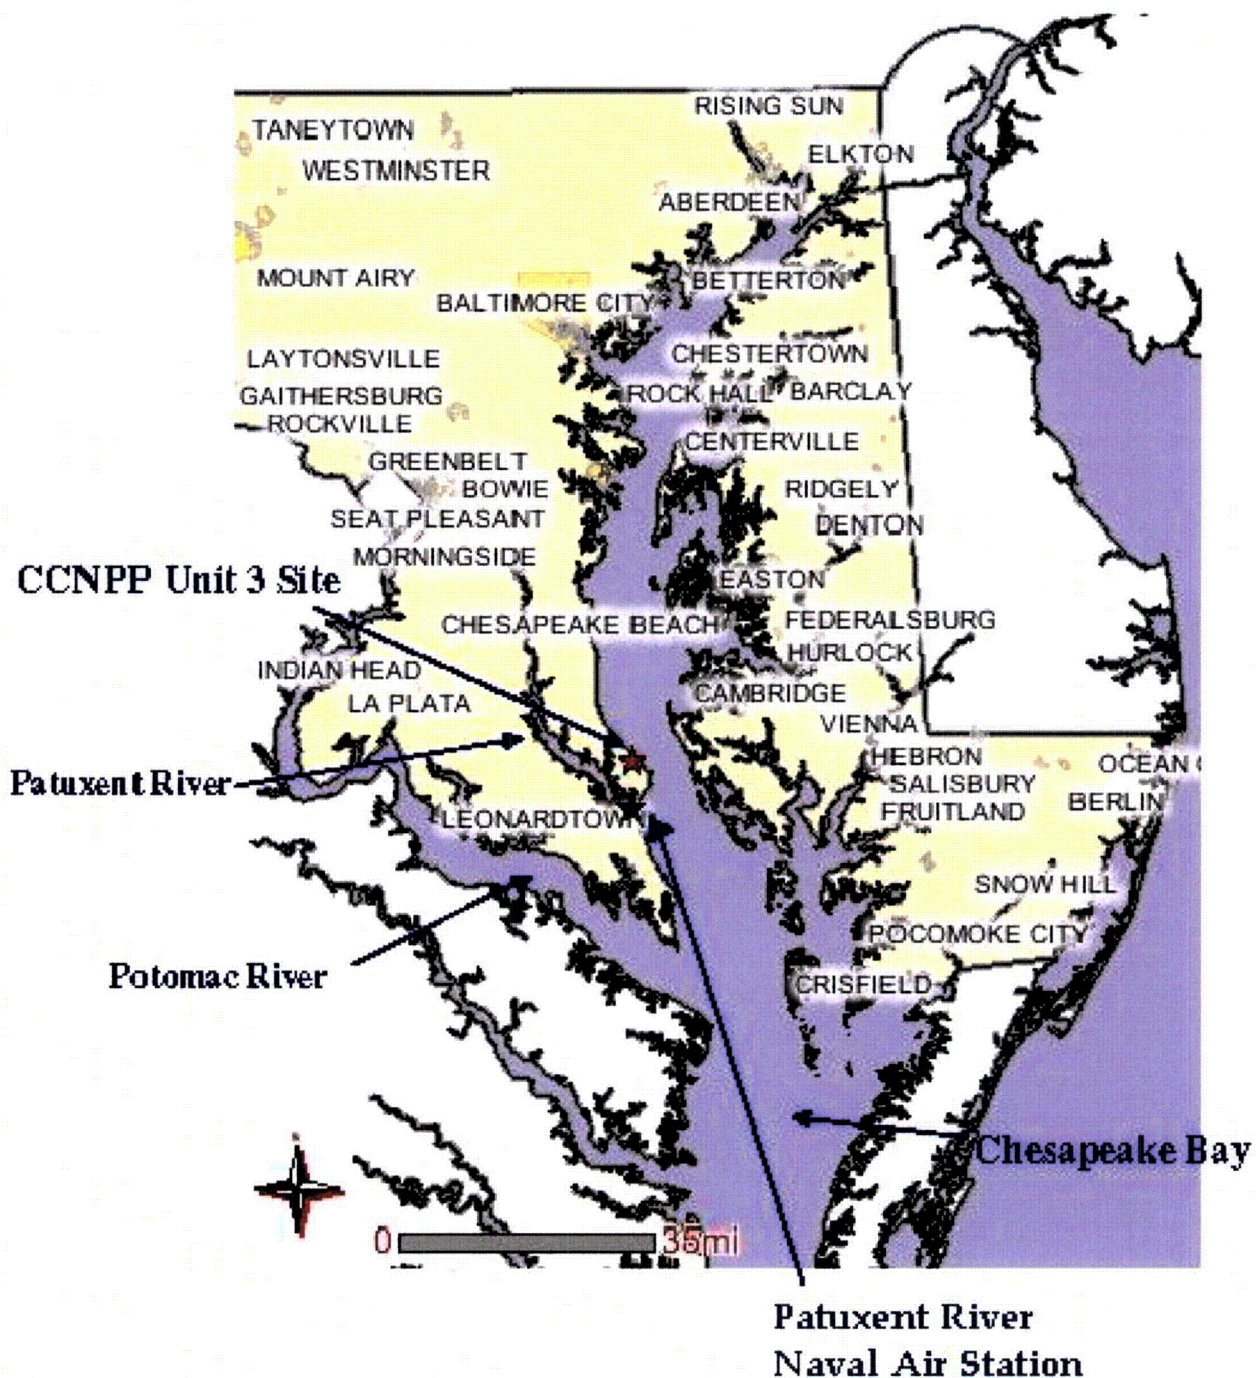 RISING SUN
TANEYTOWN
ELKTON
WESTMINSTER
ABERDEEN
MOUNT AIRY
BETTERTON
BALTIMORE CITY
LAYTONSVILLE
CHESTERTOWN
GAITHERSBURG
ROCK HALL
BARCLAY
ROCKVILLE
CENTERVILLE
GREENBELT
BOWIE
RIDGELY
SEAT PLEASANT
DENTON
MORNINGSIDE
CCNPP Unit 3 Site
EASTON
CHESAPEAKE BEACH
FEDERALSBURG
HURLOCK
INDIAN HEAD
CAMBRIDGE
LA PLATA
VIENNA
HEBRON
OCEAN C
Patuxent River
SALISBURY
BERLIN
FRUITLAND
LEONARDTOWN
SNOW HILL
POCOMOKE CITY
Potomac River
CRISFIELD
Chesapeake Bay
0
35mi
Patuxent River
Naval Air Station